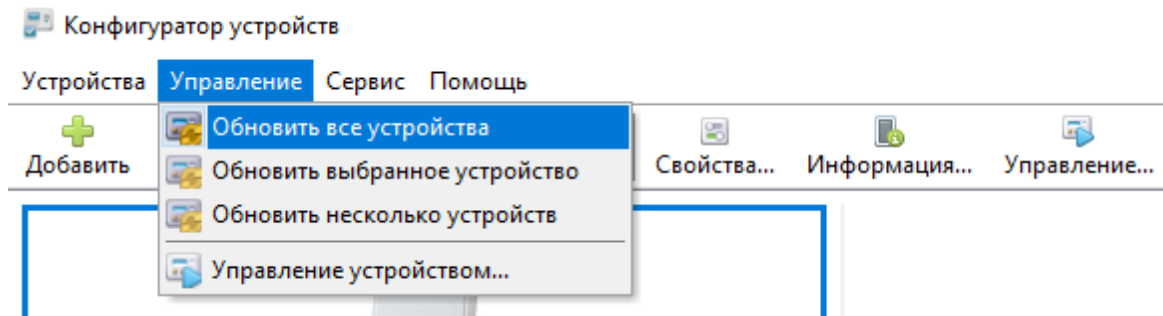 Конфигуратор устройств
Устройства Управление Сервис Помощь
Добавить Свойства... Информация... Управление...
Обновить все устройства
Обновить выбранное устройство
Обновить несколько устройств
Управление устройством...